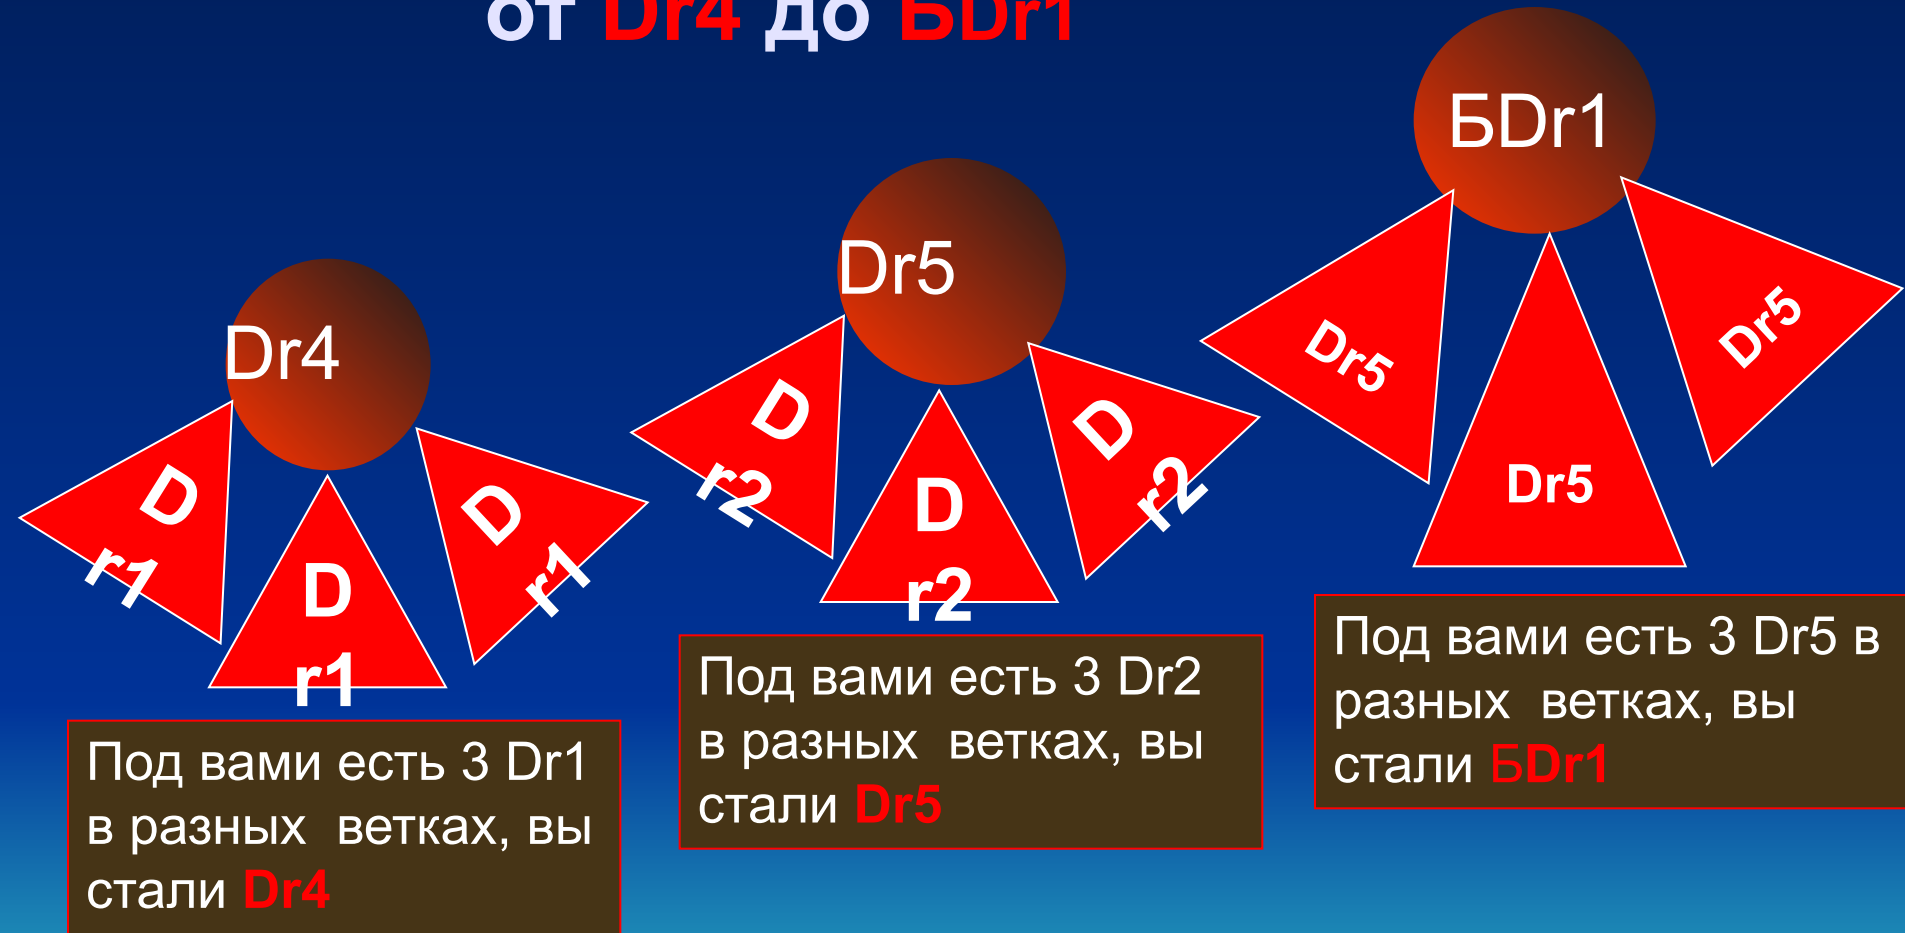 от Dr4 до БDr1
Dr4
D
r1
D
r1
D
r1
Под вами есть 3 Dr1
в разных ветках, вы
стали Dr4
Dr5
D
r2
D
r2
D
r2
Под вами есть 3 Dr2
в разных ветках, вы
стали Dr5
БDr1
Dr5
Dr5
Dr5
Под вами есть 3 Dr5 в
разных ветках, вы
стали БDr1